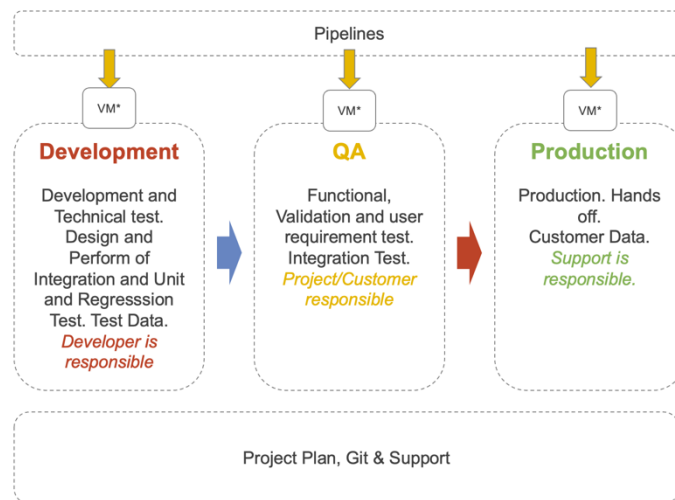 Pipelines
VM*
VM*
VM*
Development
Development and
Technical test.
Design and
Perform of
Integration and Unit
and Regresssion
Test. Test Data.
Developer is
responsible
QA
Functional,
Validation and user
requirement test.
Integration Test.
Project/Customer
responsible
Production
Production. Hands
off.
Customer Data.
Support is
responsible.
Project Plan, Git & Support